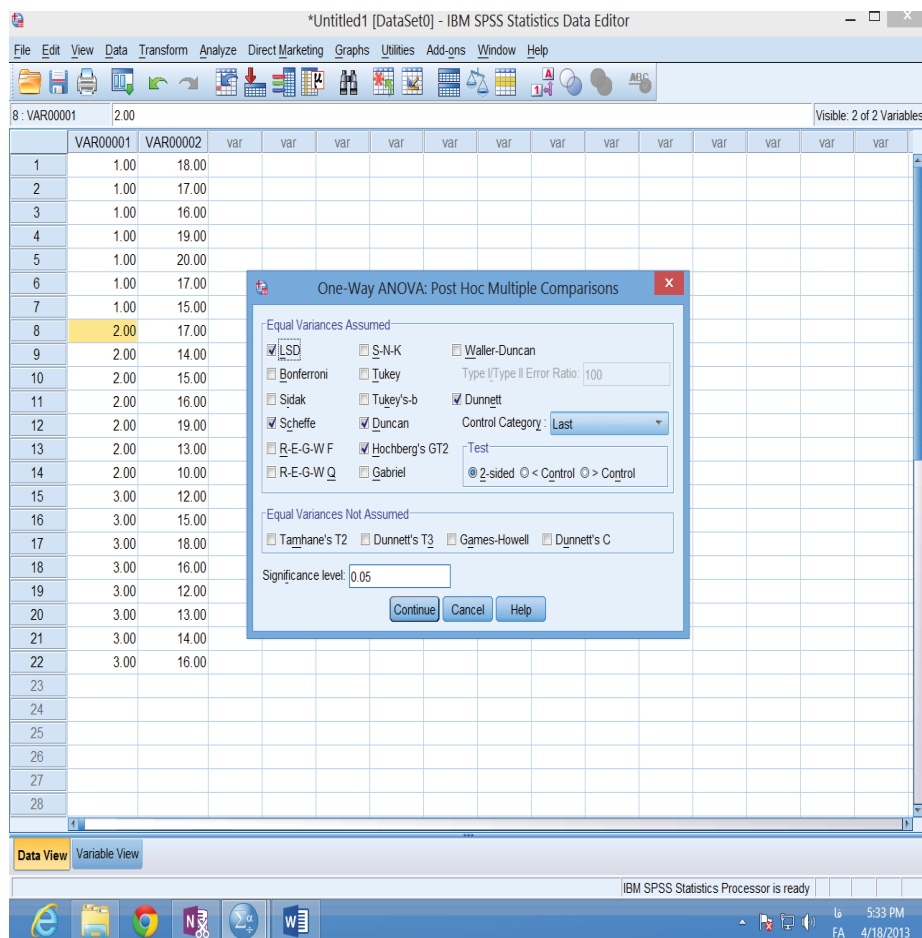 *Untitled1 [DataSet0] - IBM SPSS Statistics Data Editor
File Edit View Data Transform Analyze Direct Marketing Graphs Utilities Add-ons Window Help
8 : VAR00001 2.00 Visible: 2 of 2 Variables
VAR00001 VAR00002 var var var var var var var var var var var var var
1 1.00 18.00
2 1.00 17.00
3 1.00 16.00
4 1.00 19.00
5 1.00 20.00
6 1.00 17.00
7 1.00 15.00
8 2.00 17.00
9 2.00 14.00
10 2.00 15.00
11 2.00 16.00
12 2.00 19.00
13 2.00 13.00
14 2.00 10.00
15 3.00 12.00
16 3.00 15.00
17 3.00 18.00
18 3.00 16.00
19 3.00 12.00
20 3.00 13.00
21 3.00 14.00
22 3.00 16.00
23
24
25
26
27
28
One-Way ANOVA: Post Hoc Multiple Comparisons
Equal Variances Assumed
LSD S-N-K Waller-Duncan
Bonferroni Tukey Type I/Type II Error Ratio: 100
Sidak Tukey's-b Dunnett
Scheffe Duncan Control Category : Last
R-E-G-W F Hochberg's GT2 Test
R-E-G-W Q Gabriel 2-sided < Control > Control
Equal Variances Not Assumed
Tamhane's T2 Dunnett's T3 Games-Howell Dunnett's C
Significance level: 0.05
Continue Cancel Help
Data View Variable View
IBM SPSS Statistics Processor is ready
فا 5:33 PM
FA 4/18/2013